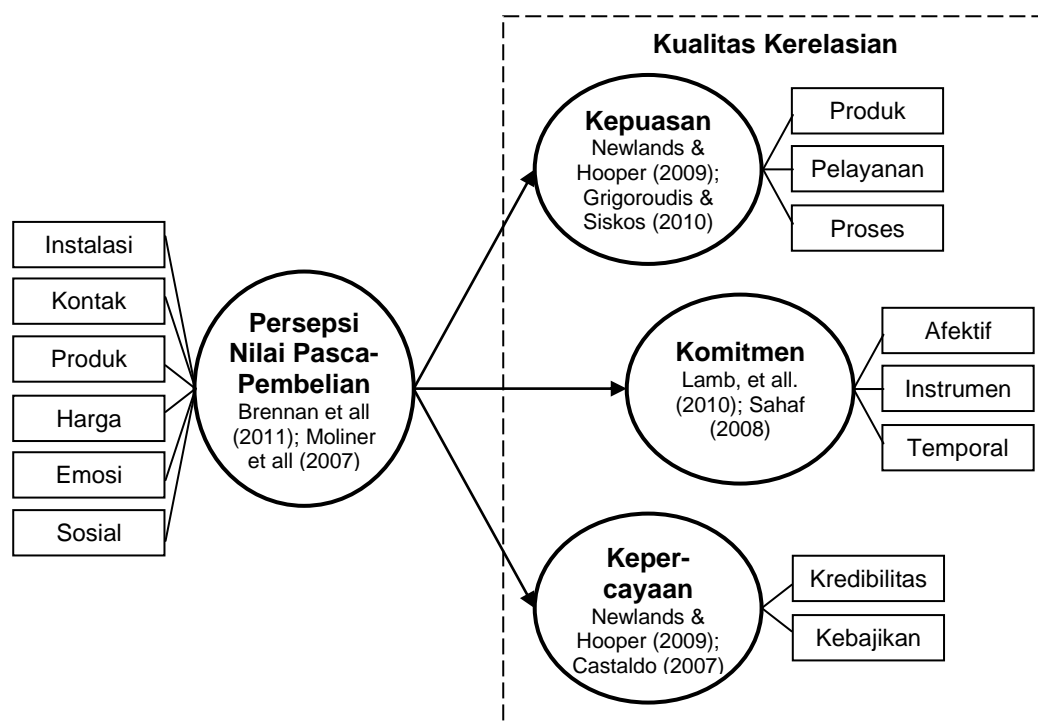 Kualitas Kerelasian
Kepuasan
Newlands &
Hooper (2009);
Grigoroudis &
Siskos (2010)
Produk
Pelayanan
Proses
Instalasi
Kontak
Produk
Harga
Emosi
Sosial
Persepsi
Nilai Pasca-
Pembelian
Brennan et all
(2011); Moliner
et all (2007)
Komitmen
Lamb, et all.
(2010); Sahaf
(2008)
Afektif
Instrumen
Temporal
Keper-
cayaan
Newlands &
Hooper (2009);
Castaldo (2007)
Kredibilitas
Kebajikan